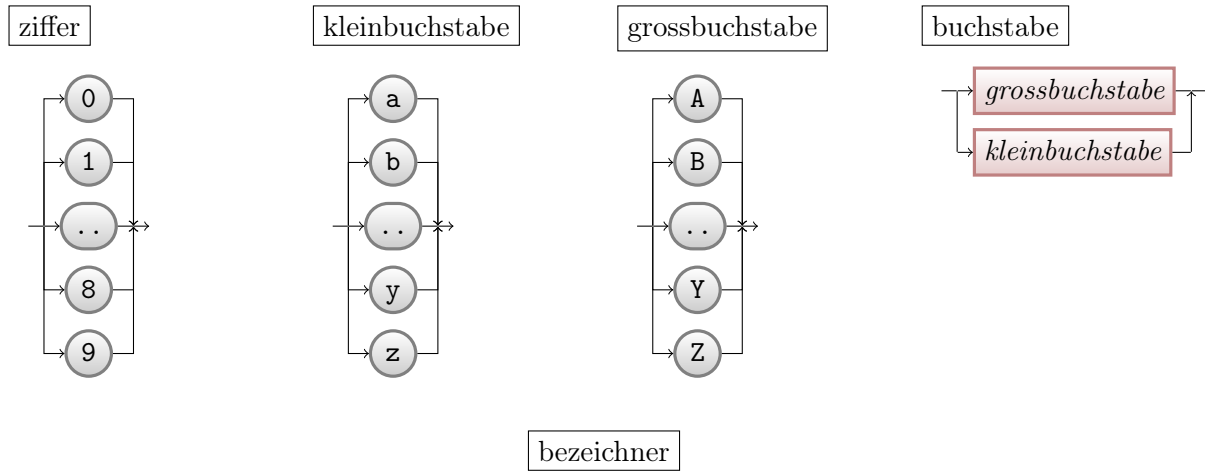 ziffer kleinbuchstabe grossbuchstabe buchstabe
0 a A grossbuchstabe
1 b B kleinbuchstabe
.. .. ..
8 y Y
9 z Z
bezeichner